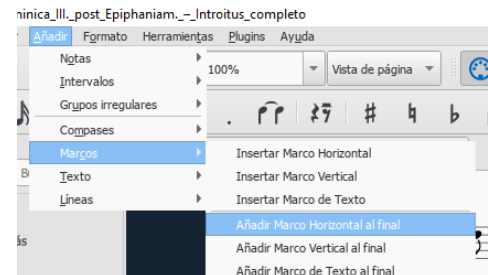 ninica_III._post_Epiphaniam._–_Introitus_completo
Añadir Formato Herramientas Plugins Ayuda
Notas
100% Vista de página
Intervalos
Grupos irregulares
Compases
Marcos
Insertar Marco Horizontal
Texto
Insertar Marco Vertical
Líneas
Insertar Marco de Texto
Añadir Marco Horizontal al final
ás
Añadir Marco Vertical al final
Añadir Marco de Texto al final